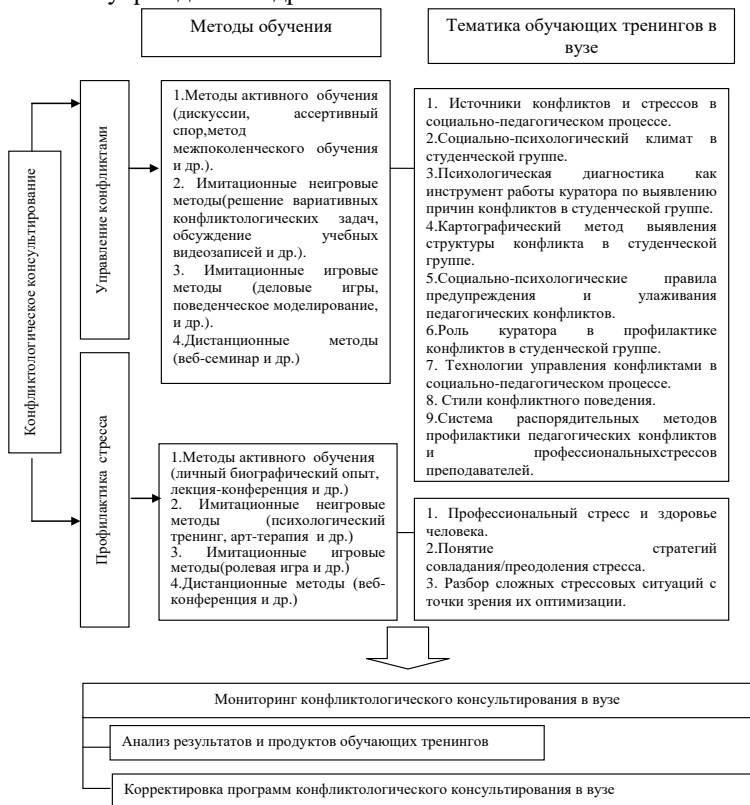 Методы обучения
Тематика обучающих тренингов в
вузе
Конфликтологическое консультирование
Управление конфликтами
1.Методы активного обучения
(дискуссии, ассертивный
спор,метод
межпоколенческого обучения
и др.).
2. Имитационные неигровые
методы(решение вариативных
конфликтологических задач,
обсуждение учебных
видеозаписей и др.).
3. Имитационные игровые
методы (деловые игры,
поведенческое моделирование,
и др.).
4.Дистанционные методы
(веб-семинар и др.)
1. Источники конфликтов и стрессов в
социально-педагогическом процессе.
2.Социально-психологический климат в
студенческой группе.
3.Психологическая диагностика как
инструмент работы куратора по выявлению
причин конфликтов в студенческой группе.
4.Картографический метод выявления
структуры конфликта в студенческой
группе.
5.Социально-психологические правила
предупреждения и улаживания
педагогических конфликтов.
6.Роль куратора в профилактике
конфликтов в студенческой группе.
7. Технологии управления конфликтами в
социально-педагогическом процессе.
8. Стили конфликтного поведения.
9.Система распорядительных методов
профилактики педагогических конфликтов
и профессиональныхстрессов
преподавателей.
Профилактика стресса
1.Методы активного обучения
(личный биографический опыт,
лекция-конференция и др.)
2. Имитационные неигровые
методы (психологический
тренинг, арт-терапия и др.)
3. Имитационные игровые
методы(ролевая игра и др.)
4.Дистанционные методы (веб-
конференция и др.)
1. Профессиональный стресс и здоровье
человека.
2.Понятие стратегий
совладания/преодоления стресса.
3. Разбор сложных стрессовых ситуаций с
точки зрения их оптимизации.
Мониторинг конфликтологического консультирования в вузе
Анализ результатов и продуктов обучающих тренингов
Корректировка программ конфликтологического консультирования в вузе